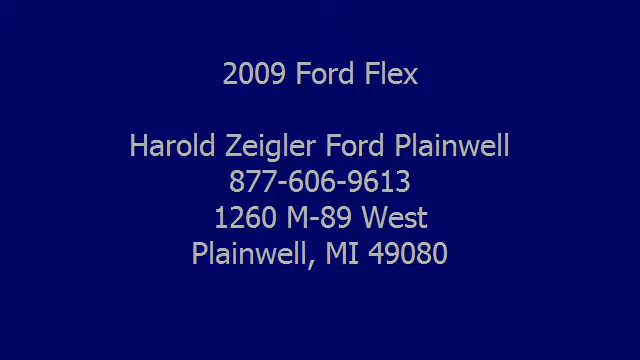 2009 Ford Flex
Harold Zeigler Ford Plainwell
877-606-9613
1260 M-89 West
Plainwell, MI 49080